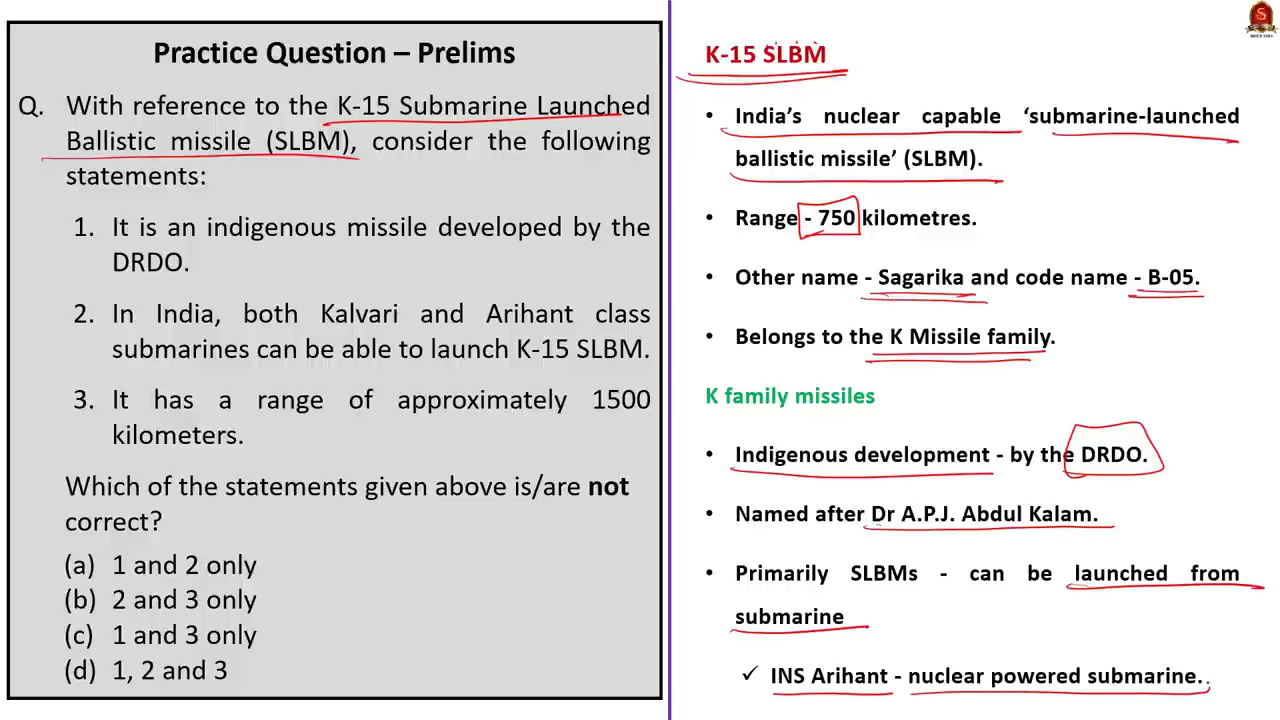 Practice Question – Prelims
Q. With reference to the K-15 Submarine Launched
Ballistic missile (SLBM), consider the following
statements:
1. It is an indigenous missile developed by the
DRDO.
2. In India, both Kalvari and Arihant class
submarines can be able to launch K-15 SLBM.
3. It has a range of approximately 1500
kilometers.
Which of the statements given above is/are not
correct?
(a) 1 and 2 only
(b) 2 and 3 only
(c) 1 and 3 only
(d) 1, 2 and 3
K-15 SLBM
• India's nuclear capable ‘submarine-launched
ballistic missile’ (SLBM).
• Range - 750 kilometres.
• Other name - Sagarika and code name - B-05.
• Belongs to the K Missile family.
K family missiles
• Indigenous development - by the DRDO.
• Named after Dr A.P.J. Abdul Kalam.
• Primarily SLBMs - can be launched from
submarine
✓ INS Arihant - nuclear powered submarine.